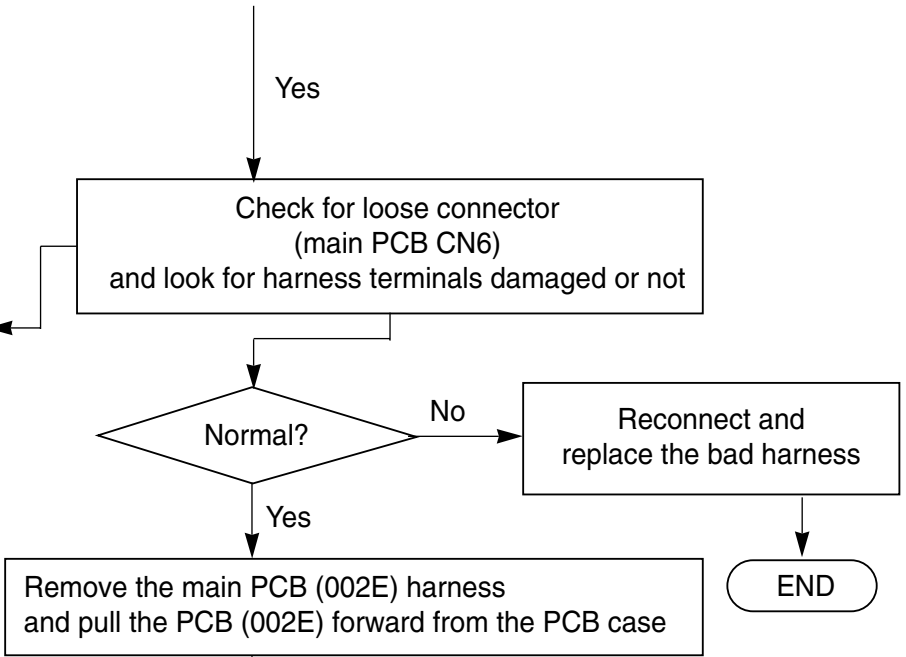 Yes
Check for loose connector
(main PCB CN6)
and look for harness terminals damaged or not
Normal?
No
Reconnect and
replace the bad harness
Yes
END
Remove the main PCB (002E) harness
and pull the PCB (002E) forward from the PCB case